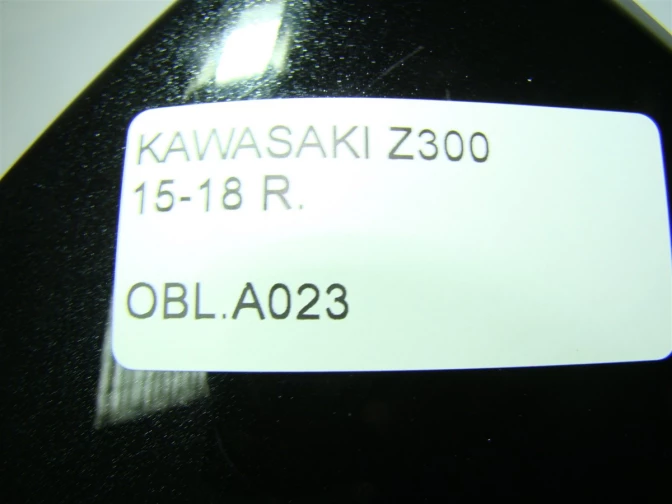 KAWASAKI Z300
15-18 R.
OBL.A023